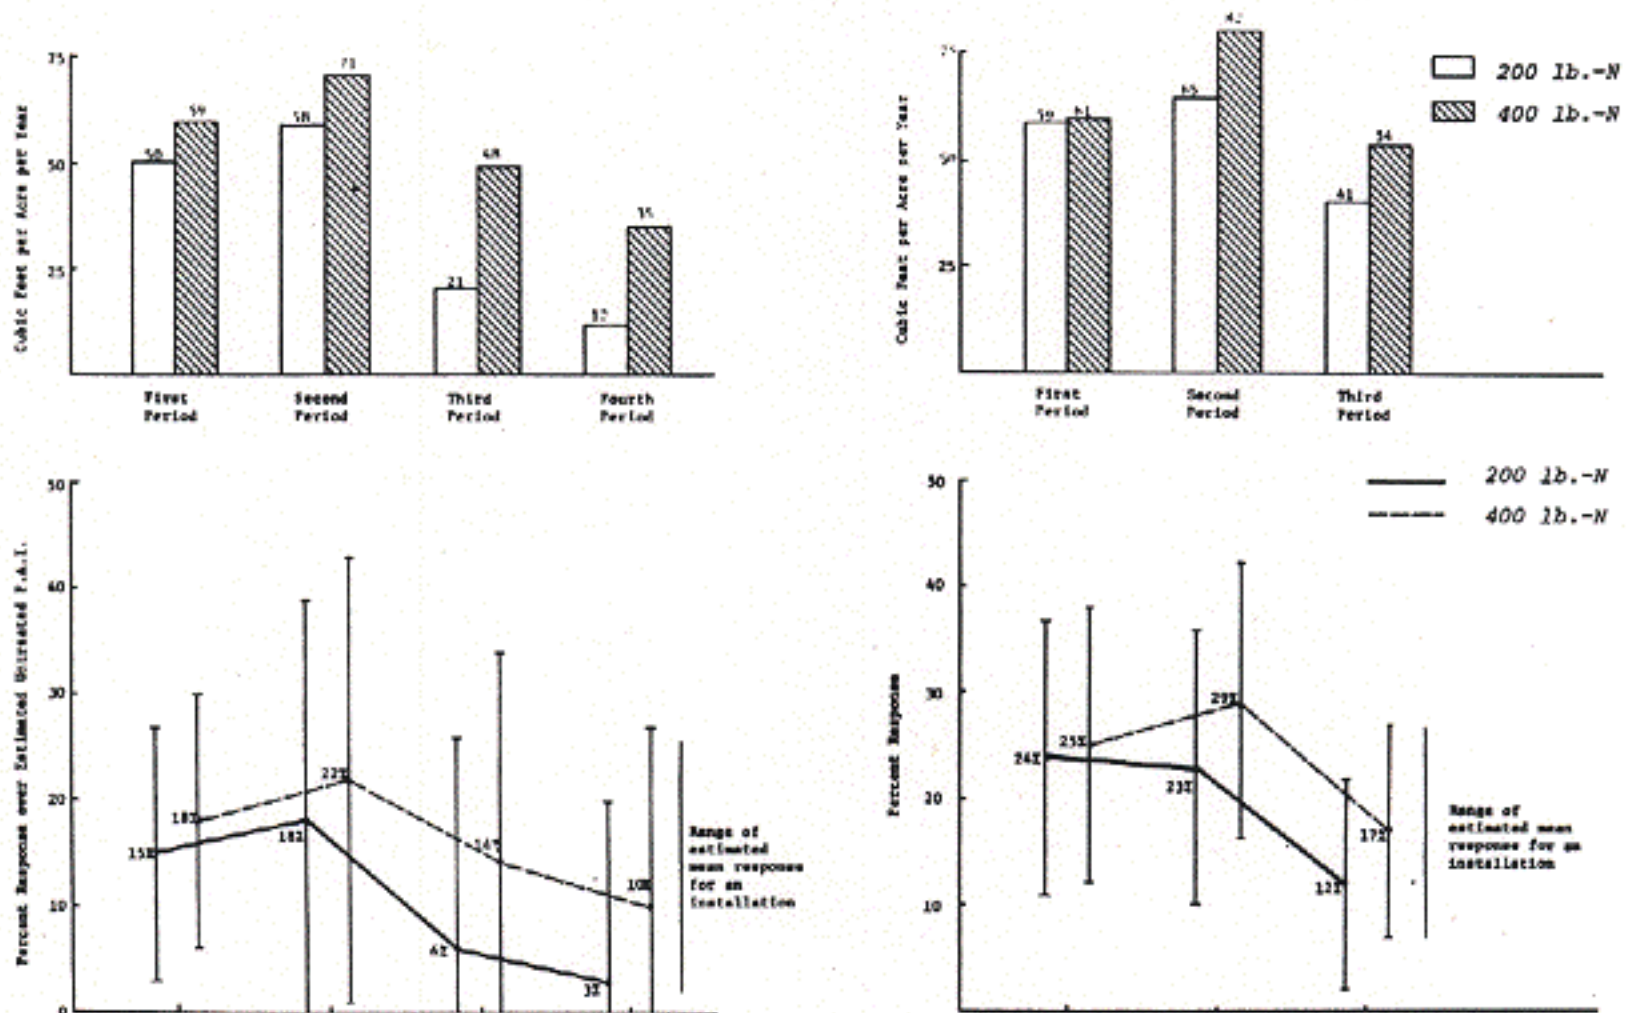 75
50
25
Cubic Feet per Acre per Year
50
59
58
71
21
48
12
35
First
Period
Second
Period
Third
Period
Fourth
Period
75
50
25
Cubic Feet per Acre per Year
59
61
65
41
54
First
Period
Second
Period
Third
Period
200 lb.-N
400 lb.-N
50
40
30
20
10
0
Percent Response over Estimated Untreated P.A.I.
15%
18%
18%
22%
6%
14%
3%
10%
Range of
estimated
mean response
for an
installation
50
40
30
20
10
Percent Response
24%
25%
23%
29%
12%
17%
200 lb.-N
400 lb.-N
Range of
estimated mean
response for an
installation